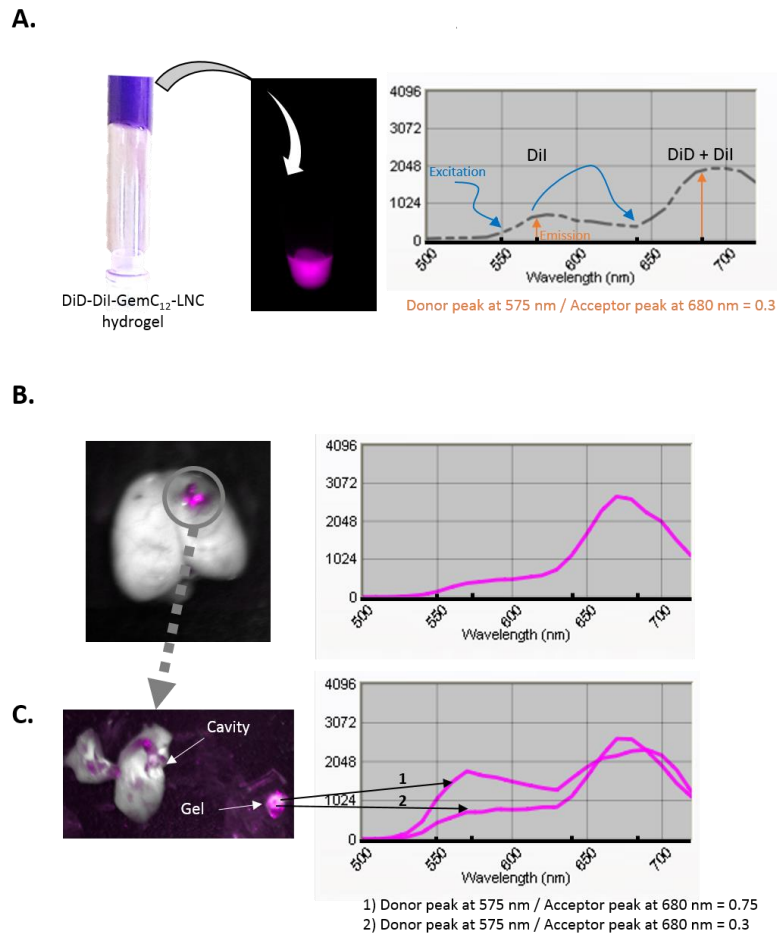 A.
4096
3072
2048
1024
0
DiI
DiD + DiI
Excitation
Emission
500
550
600
650
700
Wavelength (nm)
DiD-DiI-GemC₁₂-LNC
hydrogel
Donor peak at 575 nm / Acceptor peak at 680 nm = 0.3
B.
4096
3072
2048
1024
0
500
550
600
650
700
Wavelength (nm)
C.
Cavity
Gel
4096
3072
2048
1024
0
1
2
500
550
600
650
700
Wavelength (nm)
1) Donor peak at 575 nm / Acceptor peak at 680 nm = 0.75
2) Donor peak at 575 nm / Acceptor peak at 680 nm = 0.3